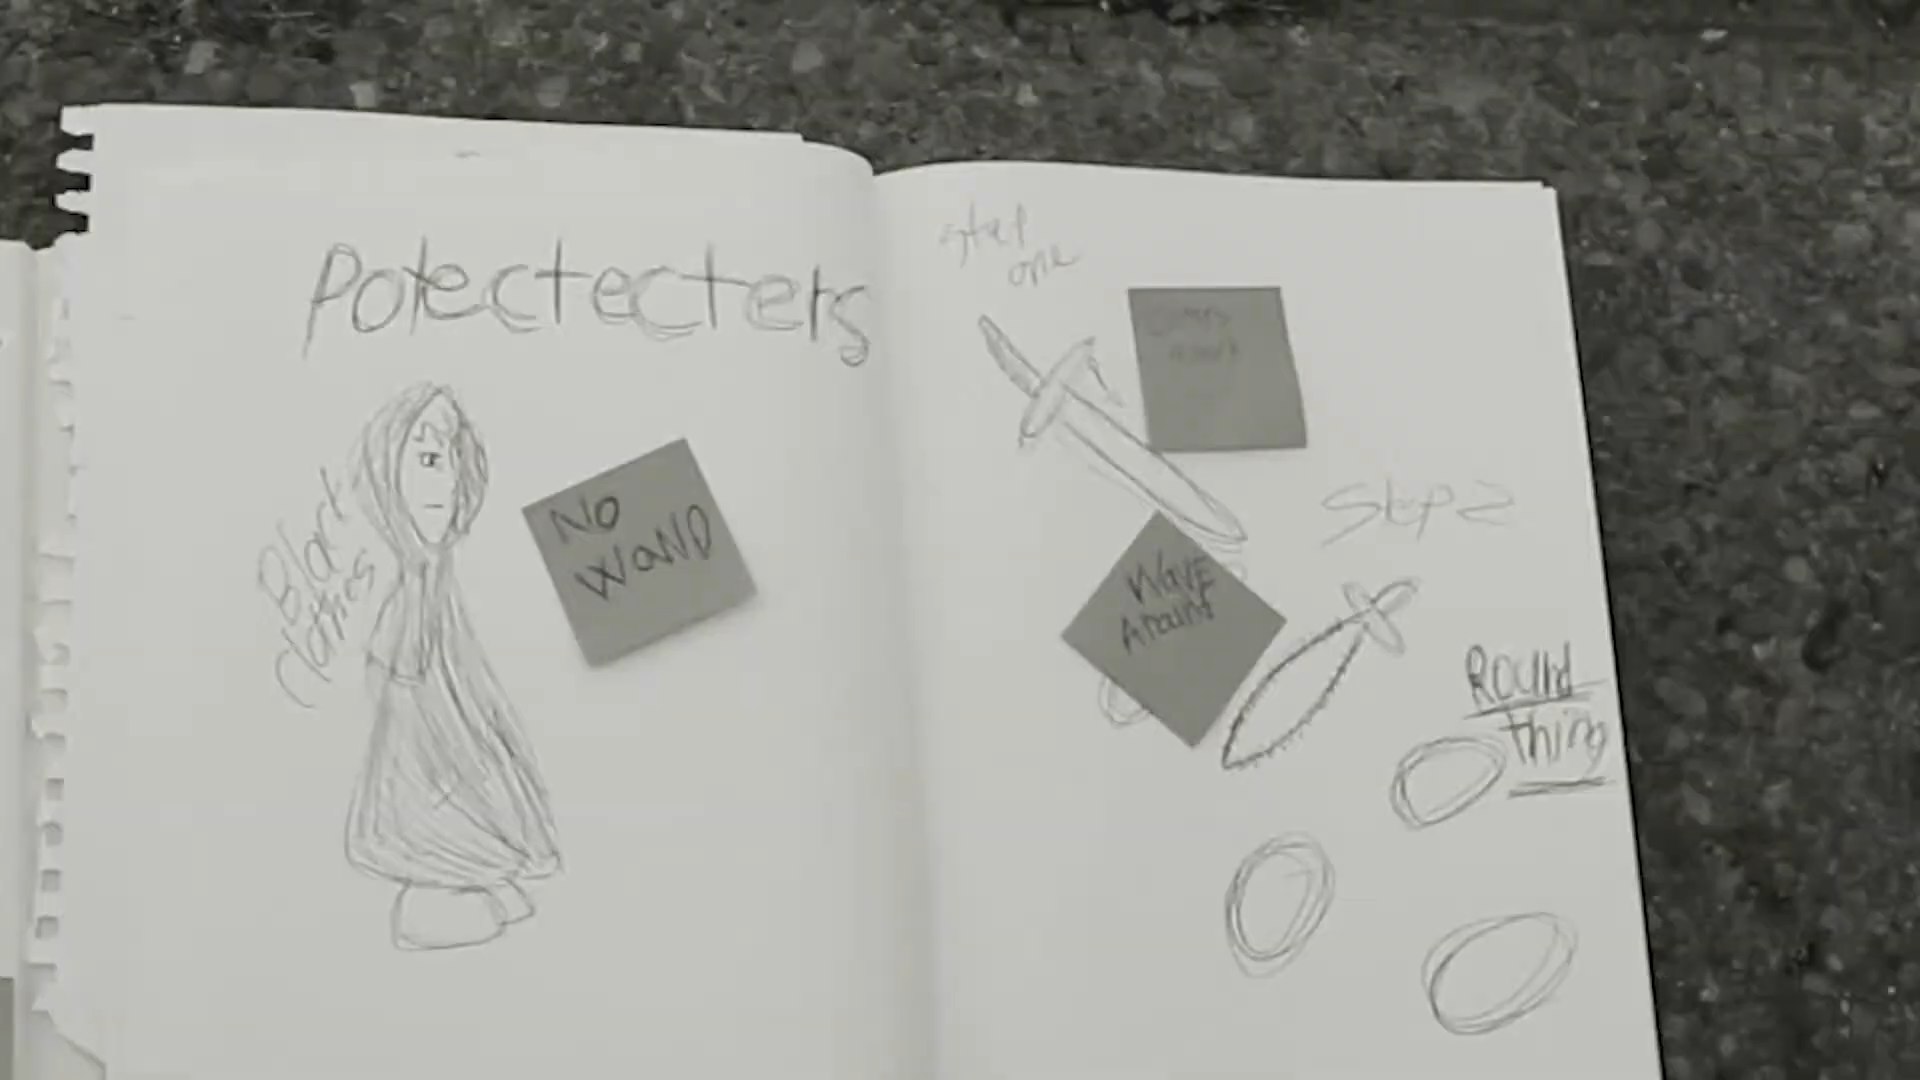 Potectecters
Black
clothes
NO
WAND
step
one
Step 2
WAVE
Around
Round
thing